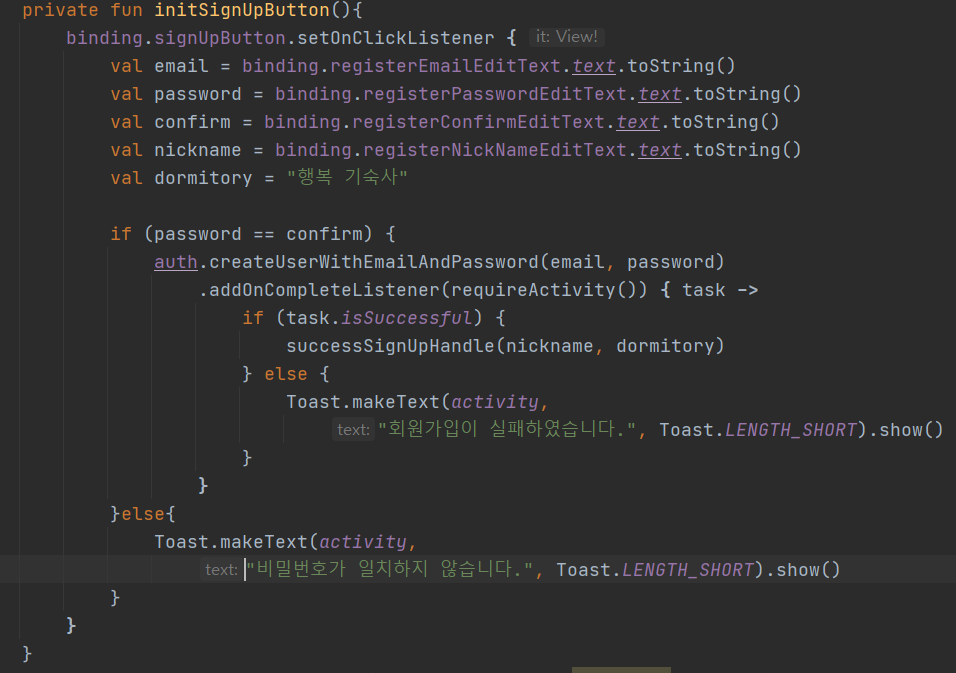 private fun initSignUpButton(){
binding.signUpButton.setOnClickListener { it: View!
val email = binding.registerEmailEditText.text.toString()
val password = binding.registerPasswordEditText.text.toString()
val confirm = binding.registerConfirmEditText.text.toString()
val nickname = binding.registerNickNameEditText.text.toString()
val dormitory = "행복 기숙사"
if (password == confirm) {
auth.createUserWithEmailAndPassword(email, password)
.addOnCompleteListener(requireActivity()) { task ->
if (task.isSuccessful) {
successSignUpHandle(nickname, dormitory)
} else {
Toast.makeText(activity,
text: "회원가입이 실패하였습니다.", Toast.LENGTH_SHORT).show()
}
}
}else{
Toast.makeText(activity,
text: "비밀번호가 일치하지 않습니다.", Toast.LENGTH_SHORT).show()
}
}
}